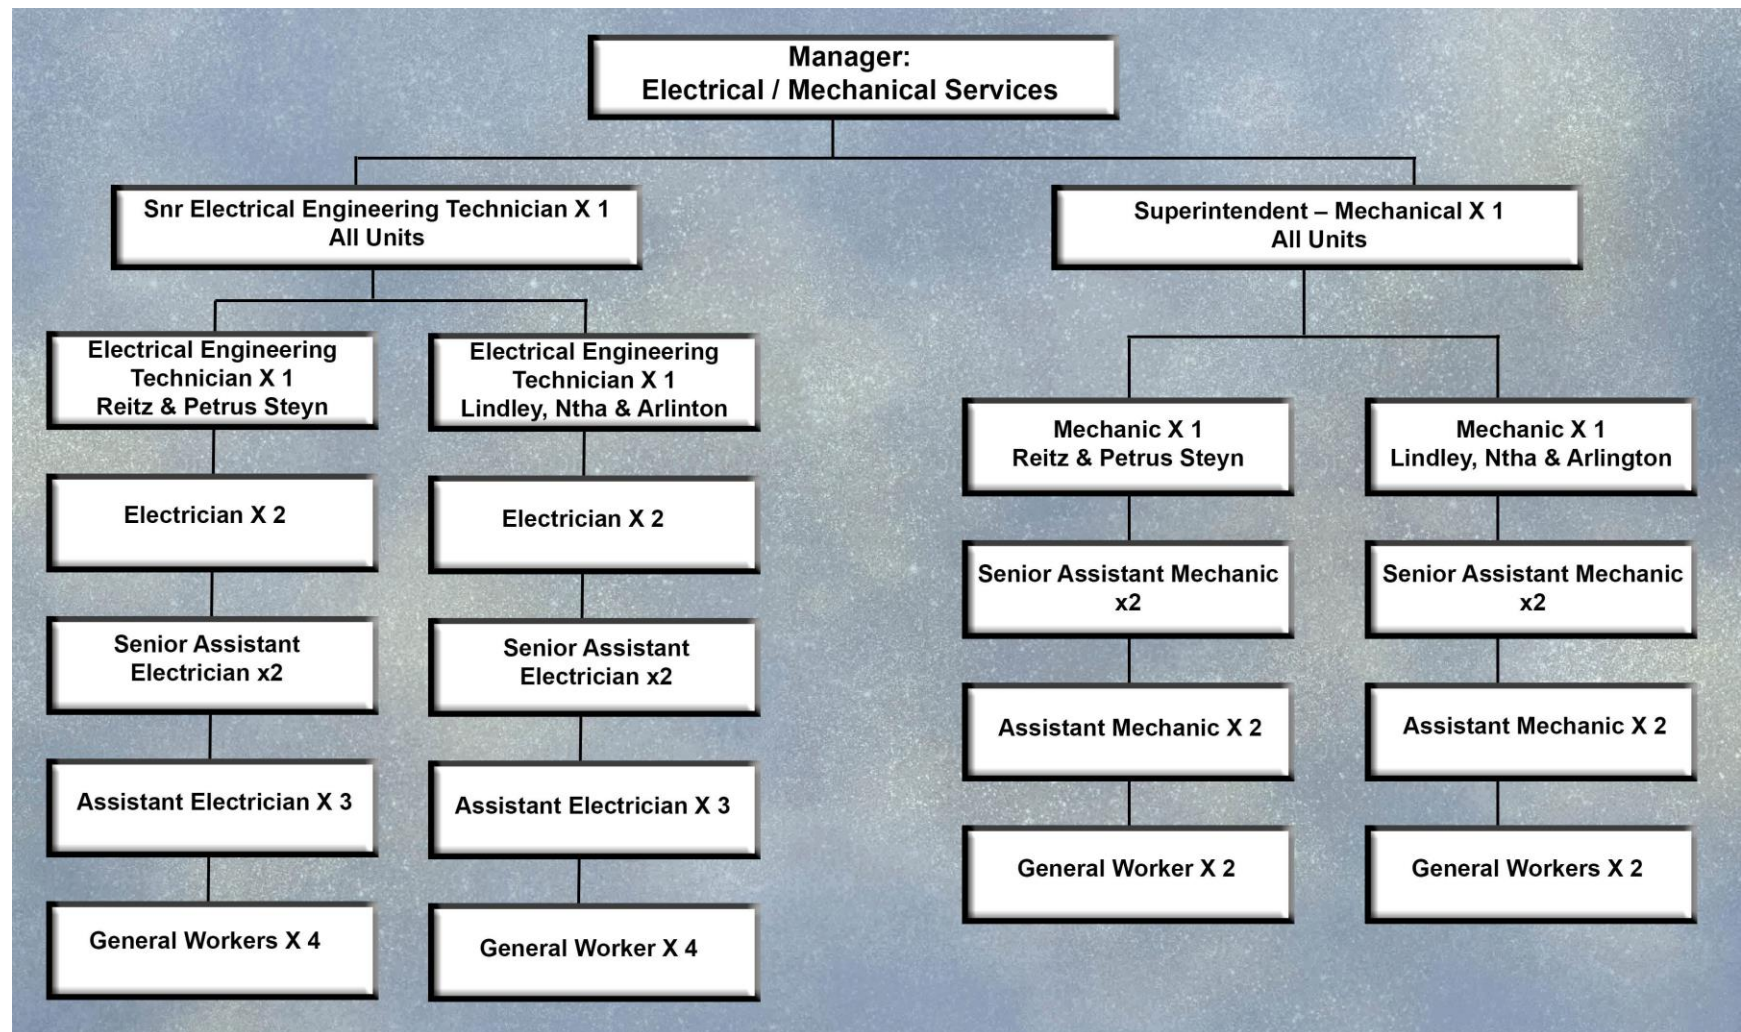 Manager:
Electrical / Mechanical Services
Snr Electrical Engineering Technician X 1
All Units
Superintendent – Mechanical X 1
All Units
Electrical Engineering
Technician X 1
Reitz & Petrus Steyn
Electrical Engineering
Technician X 1
Lindley, Ntha & Arlinton
Mechanic X 1
Reitz & Petrus Steyn
Mechanic X 1
Lindley, Ntha & Arlington
Electrician X 2
Electrician X 2
Senior Assistant Mechanic
x2
Senior Assistant Mechanic
x2
Senior Assistant
Electrician x2
Senior Assistant
Electrician x2
Assistant Mechanic X 2
Assistant Mechanic X 2
Assistant Electrician X 3
Assistant Electrician X 3
General Worker X 2
General Workers X 2
General Workers X 4
General Worker X 4